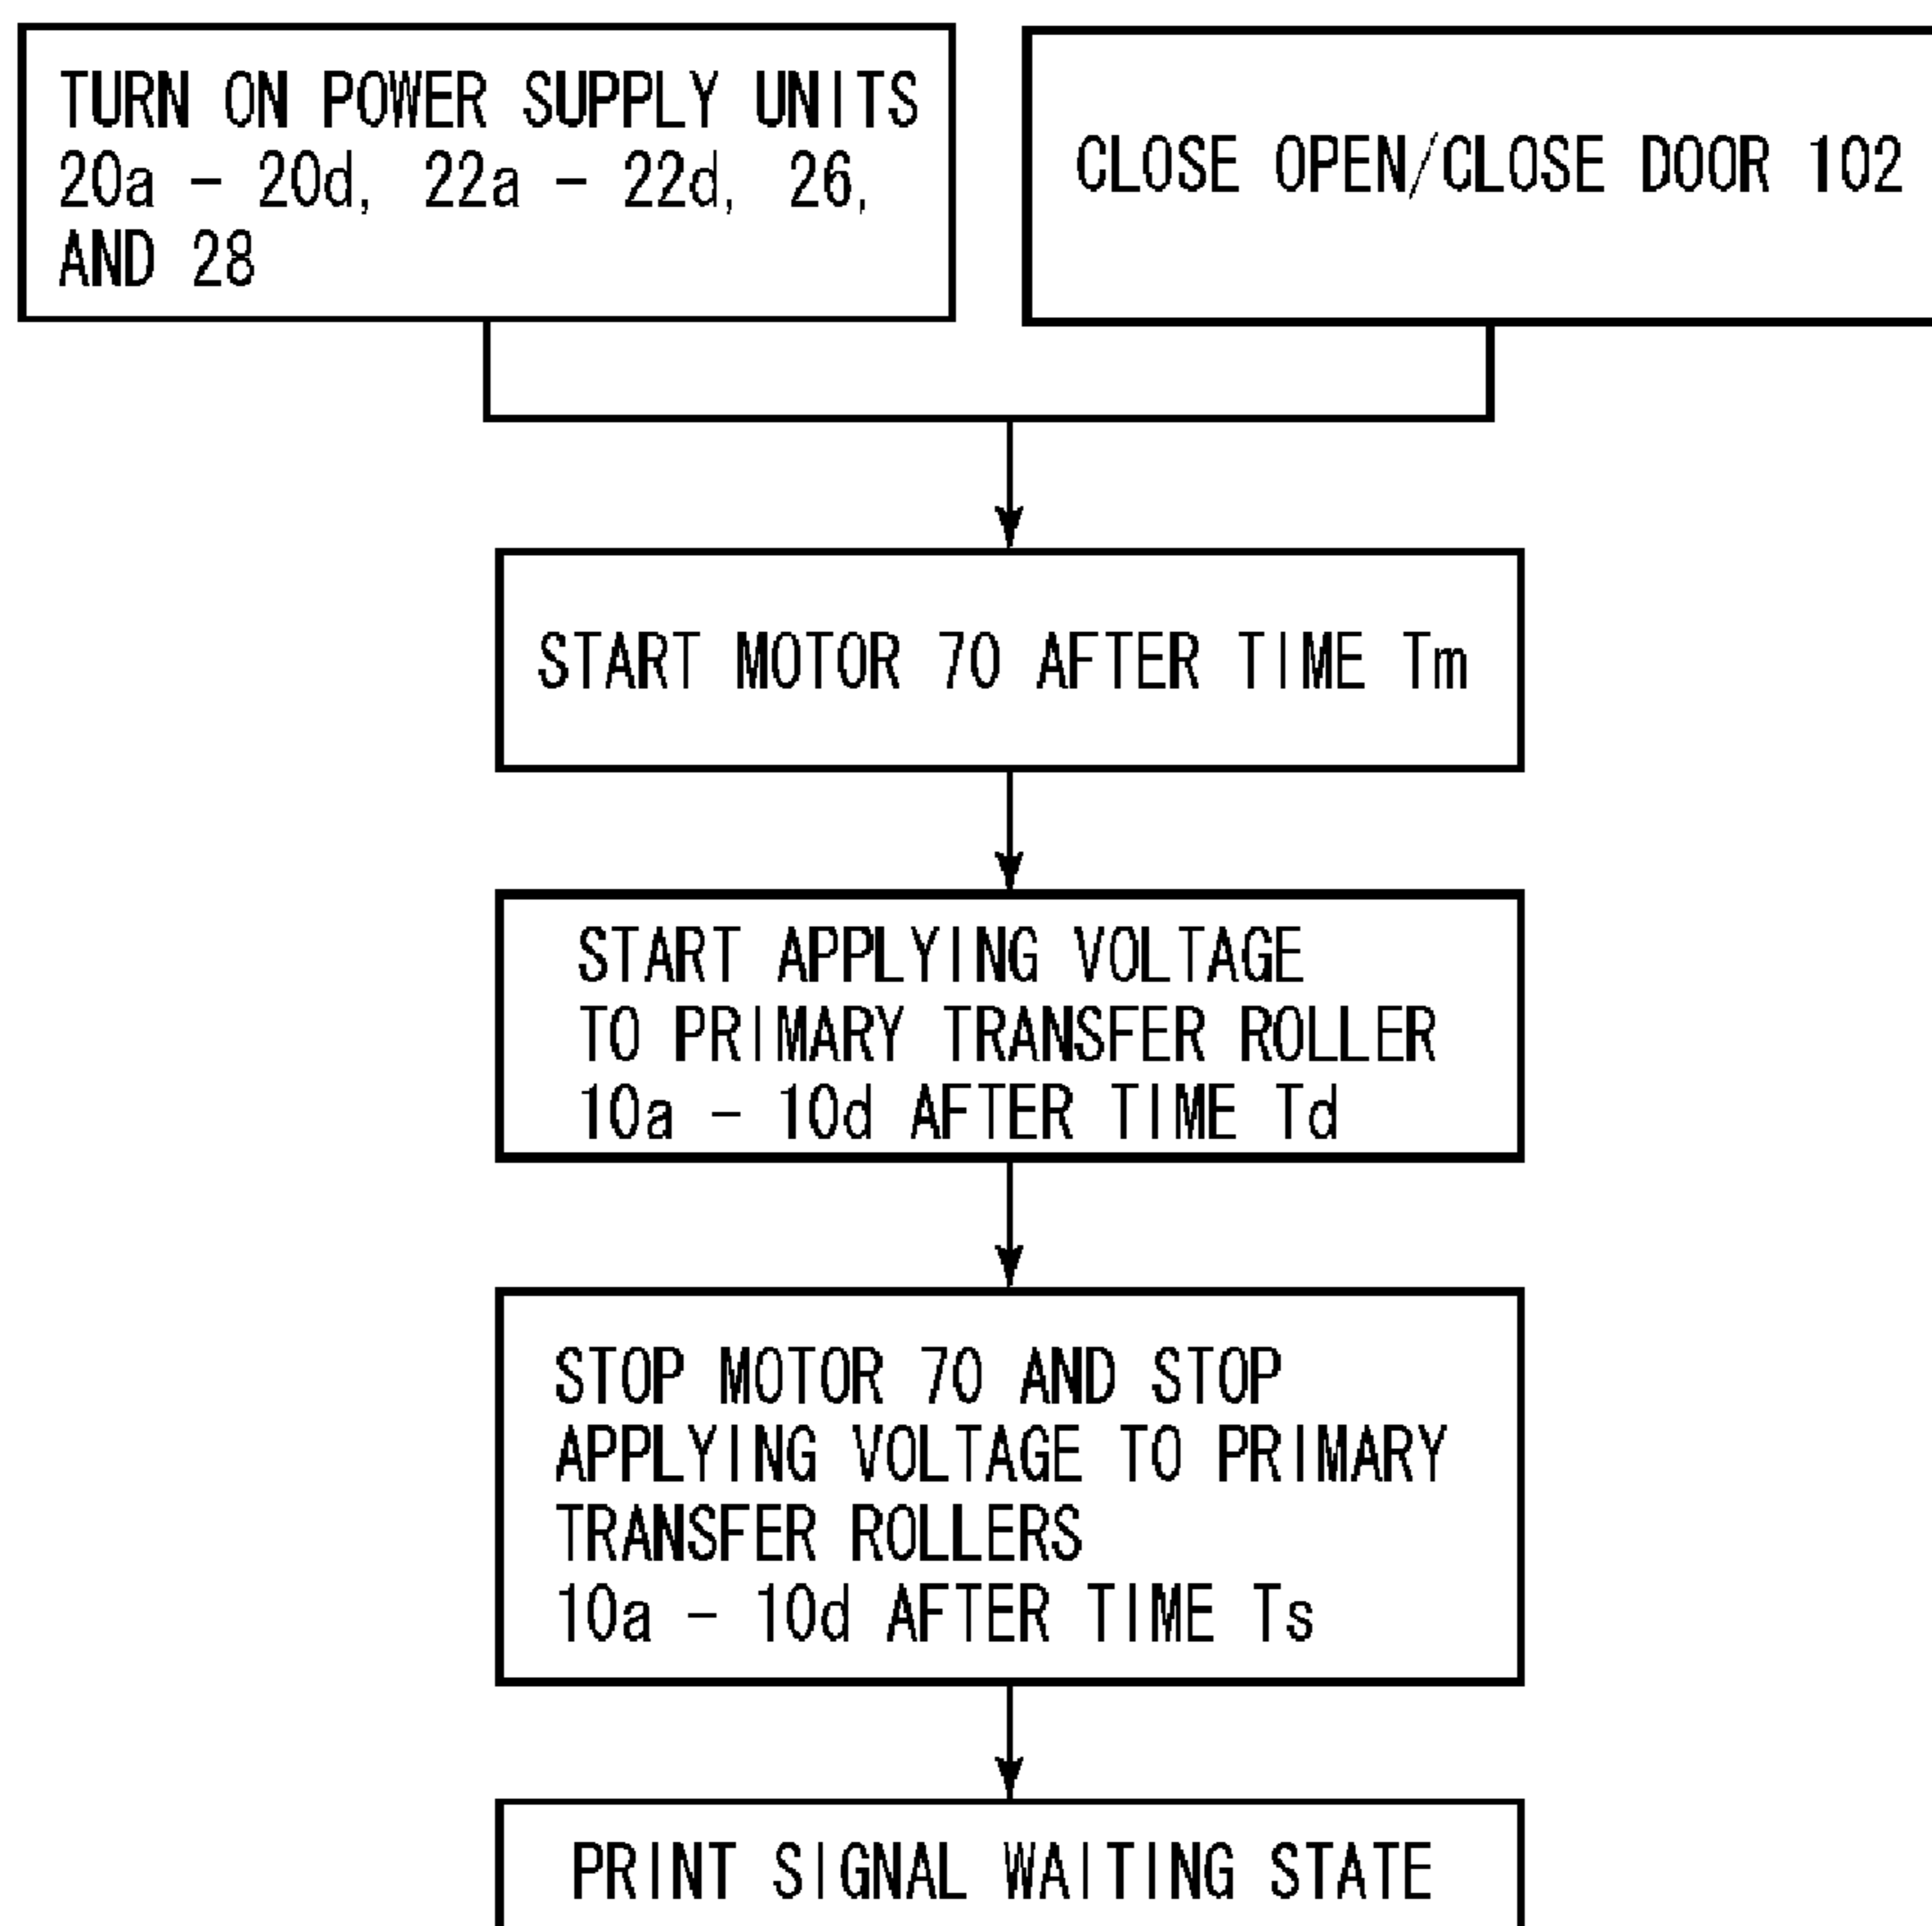 TURN ON POWER SUPPLY UNITS
20a - 20d, 22a - 22d, 26,
AND 28
CLOSE OPEN/CLOSE DOOR 102
START MOTOR 70 AFTER TIME Tm
START APPLYING VOLTAGE
TO PRIMARY TRANSFER ROLLER
10a - 10d AFTER TIME Td
STOP MOTOR 70 AND STOP
APPLYING VOLTAGE TO PRIMARY
TRANSFER ROLLERS
10a - 10d AFTER TIME Ts
PRINT SIGNAL WAITING STATE